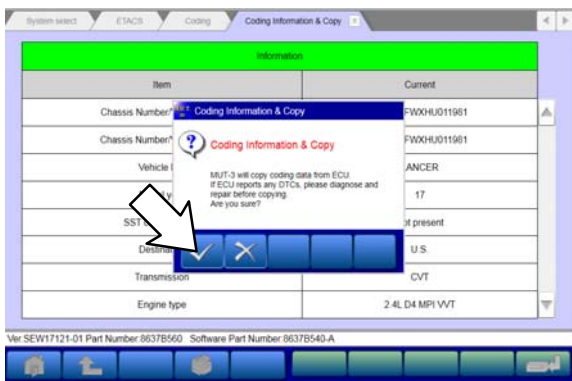 System select ETACS Coding Coding Information & Copy
Information
Item Current
Chassis Number FWXHU011961
Chassis Number FWXHU011961
Vehicle ANCER
17
SST t present
Destina U.S.
Transmission CVT
Engine type 2.4L D4 MPI VVT
Coding Information & Copy
Coding Information & Copy
MUT-3 will copy coding data from ECU.
If ECU reports any DTCs, please diagnose and
repair before copying.
Are you sure?
Ver.SEW17121-01 Part Number:8637B560 Software Part Number:8637B540-A